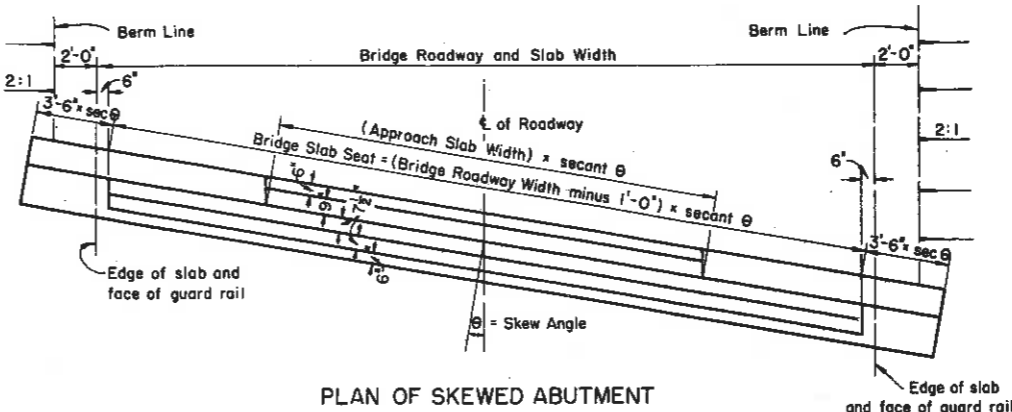 Berm Line
Berm Line
2'-0"
Bridge Roadway and Slab Width
2'-0"
2:1
6"
3'-6" x sec θ
℄ of Roadway
(Approach Slab Width) x secant θ
2:1
Bridge Slab Seat = (Bridge Roadway Width minus 1'-0") x secant θ
6"
3'-6" x sec θ
Edge of slab and
face of guard rail
θ = Skew Angle
PLAN OF SKEWED ABUTMENT
Edge of slab
and face of guard rail